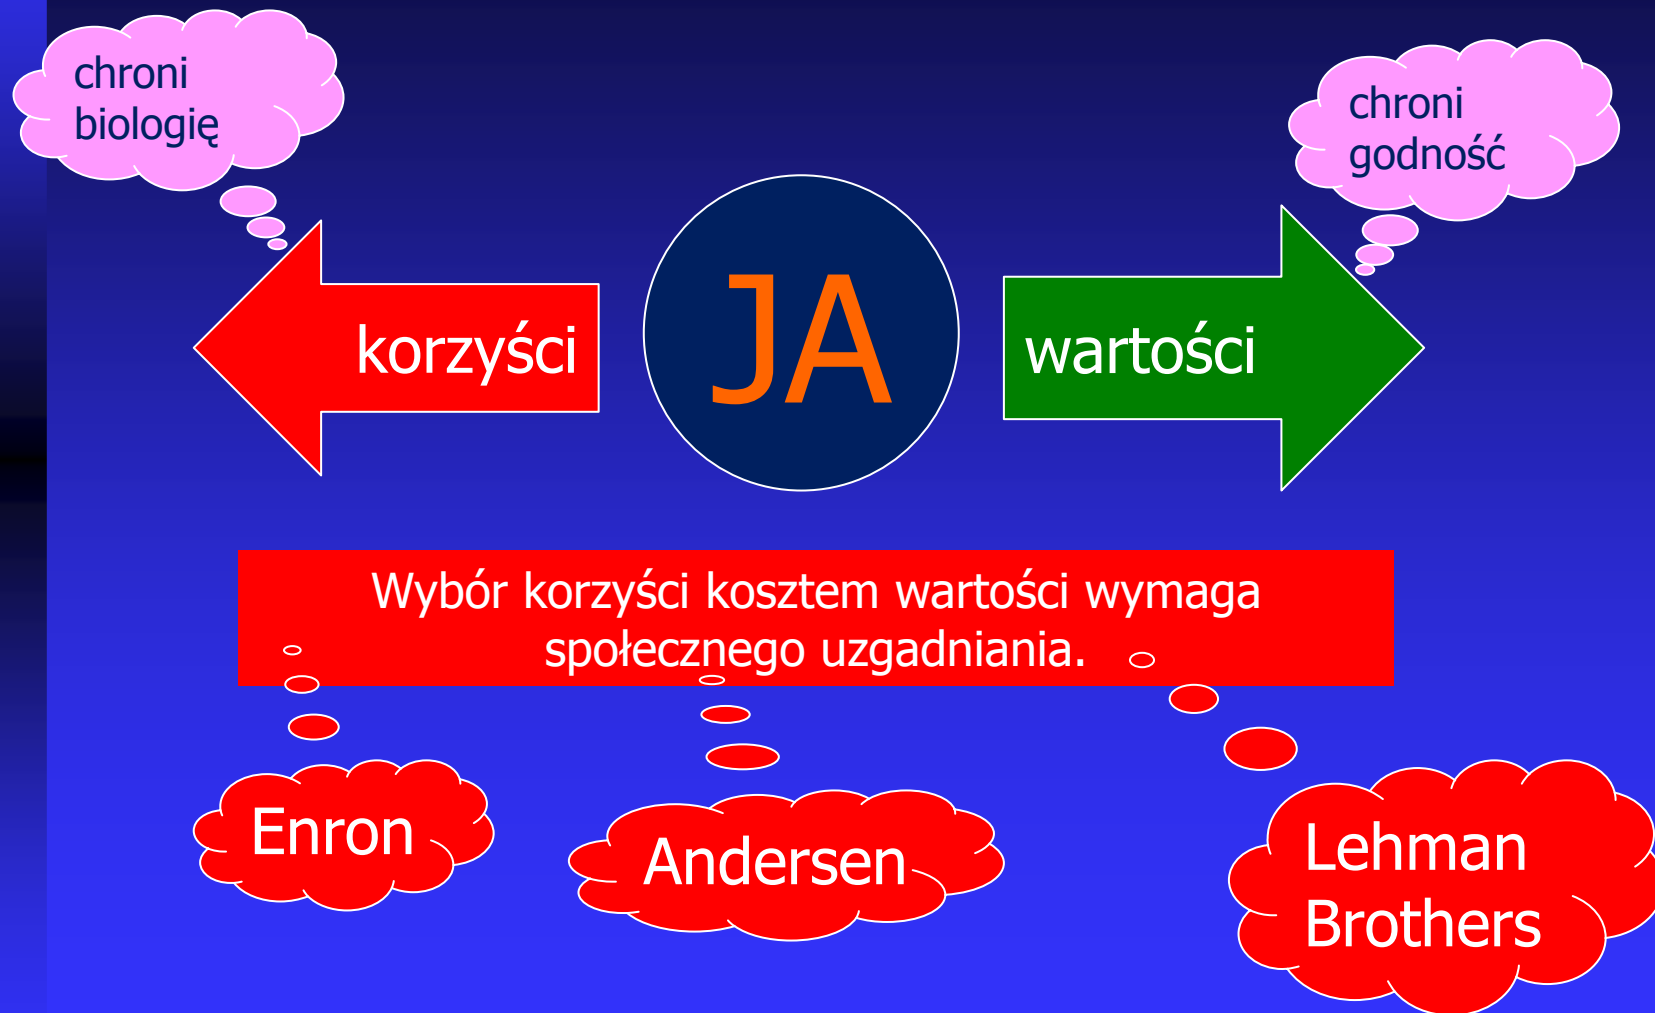 chroni
biologię
chroni
godność
korzyści
JA
wartości
Wybór korzyści kosztem wartości wymaga
społecznego uzgadniania.
Enron
Andersen
Lehman
Brothers